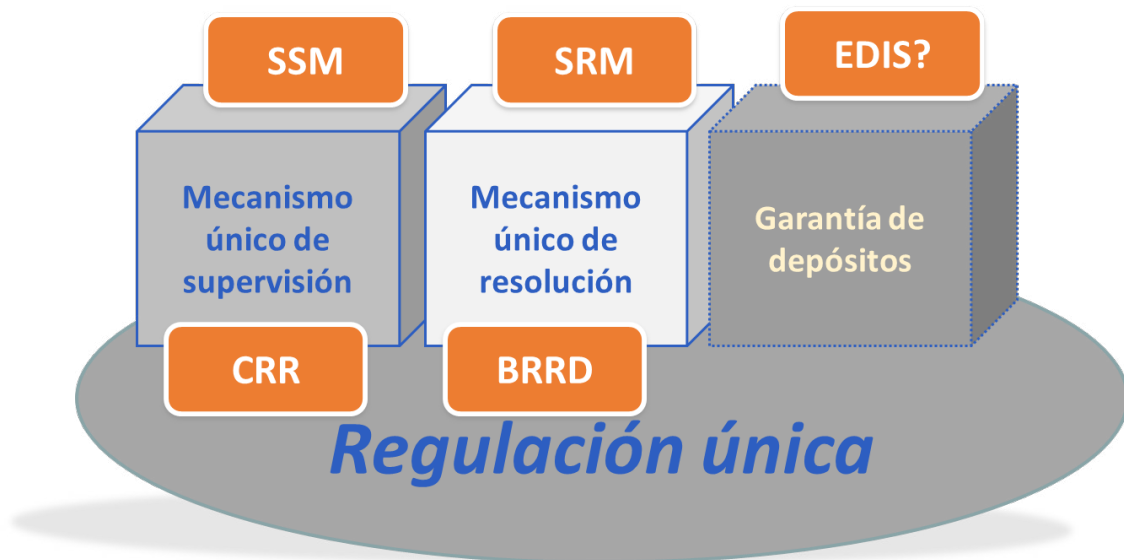 SSM
SRM
EDIS?
Mecanismo
único de
supervisión
Mecanismo
único de
resolución
Garantía de
depósitos
CRR
BRRD
Regulación única